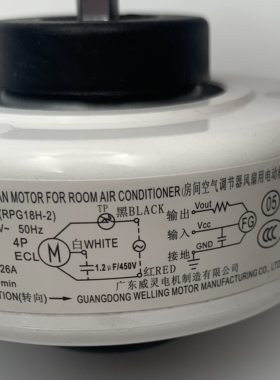 AN MOTOR FOR ROOM AIR CONDITIONER (房间空气调节器风扇用电动
(RPG18H-2)
V~ 50Hz
4P
ECL
26A
min
TP
黑BLACK
M
白WHITE
1.2μF/450V
红RED
输出 Vout
输入 Vcc
接地 GND
FG
05
广东威灵电机制造有限公司
ION(转向) → GUANGDONG WELLING MOTOR MANUFACTURING CO.,